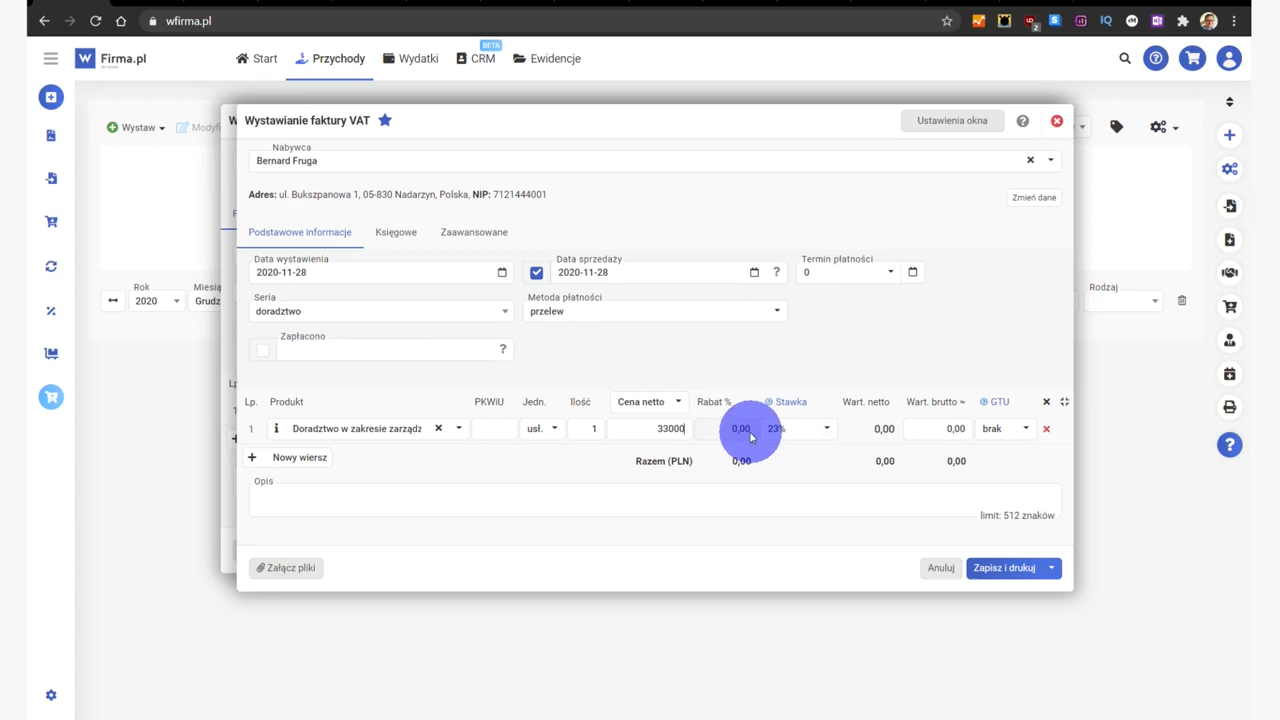 wfirma.pl
2
W Firma.pl
Start
Przychody
Wydatki
BETA
CRM
Ewidencje
Wystaw
Modyfi
W
Wystawianie faktury VAT
Ustawienia okna
Nabywca
Bernard Fruga
Adres: ul. Bukszpanowa 1, 05-830 Nadarzyn, Polska, NIP: 7121444001
Zmień dane
Podstawowe informacje
Księgowe
Zaawansowane
Data wystawienia
2020-11-28
Data sprzedaży
2020-11-28
Termin płatności
0
Rok
2020
Miesią
Grudz
Rodzaj
Seria
doradztwo
Metoda płatności
przelew
Zapłacono
Lp. Produkt PKWiU Jedn. Ilość Cena netto Rabat % Stawka Wart. netto Wart. brutto ≈ GTU
1 Doradztwo w zakresie zarządz usł. 1 33000 0,00 23% 0,00 0,00 brak
+ Nowy wiersz
Razem (PLN) 0,00 0,00 0,00
Opis
limit: 512 znaków
Załącz pliki
Anuluj
Zapisz i drukuj